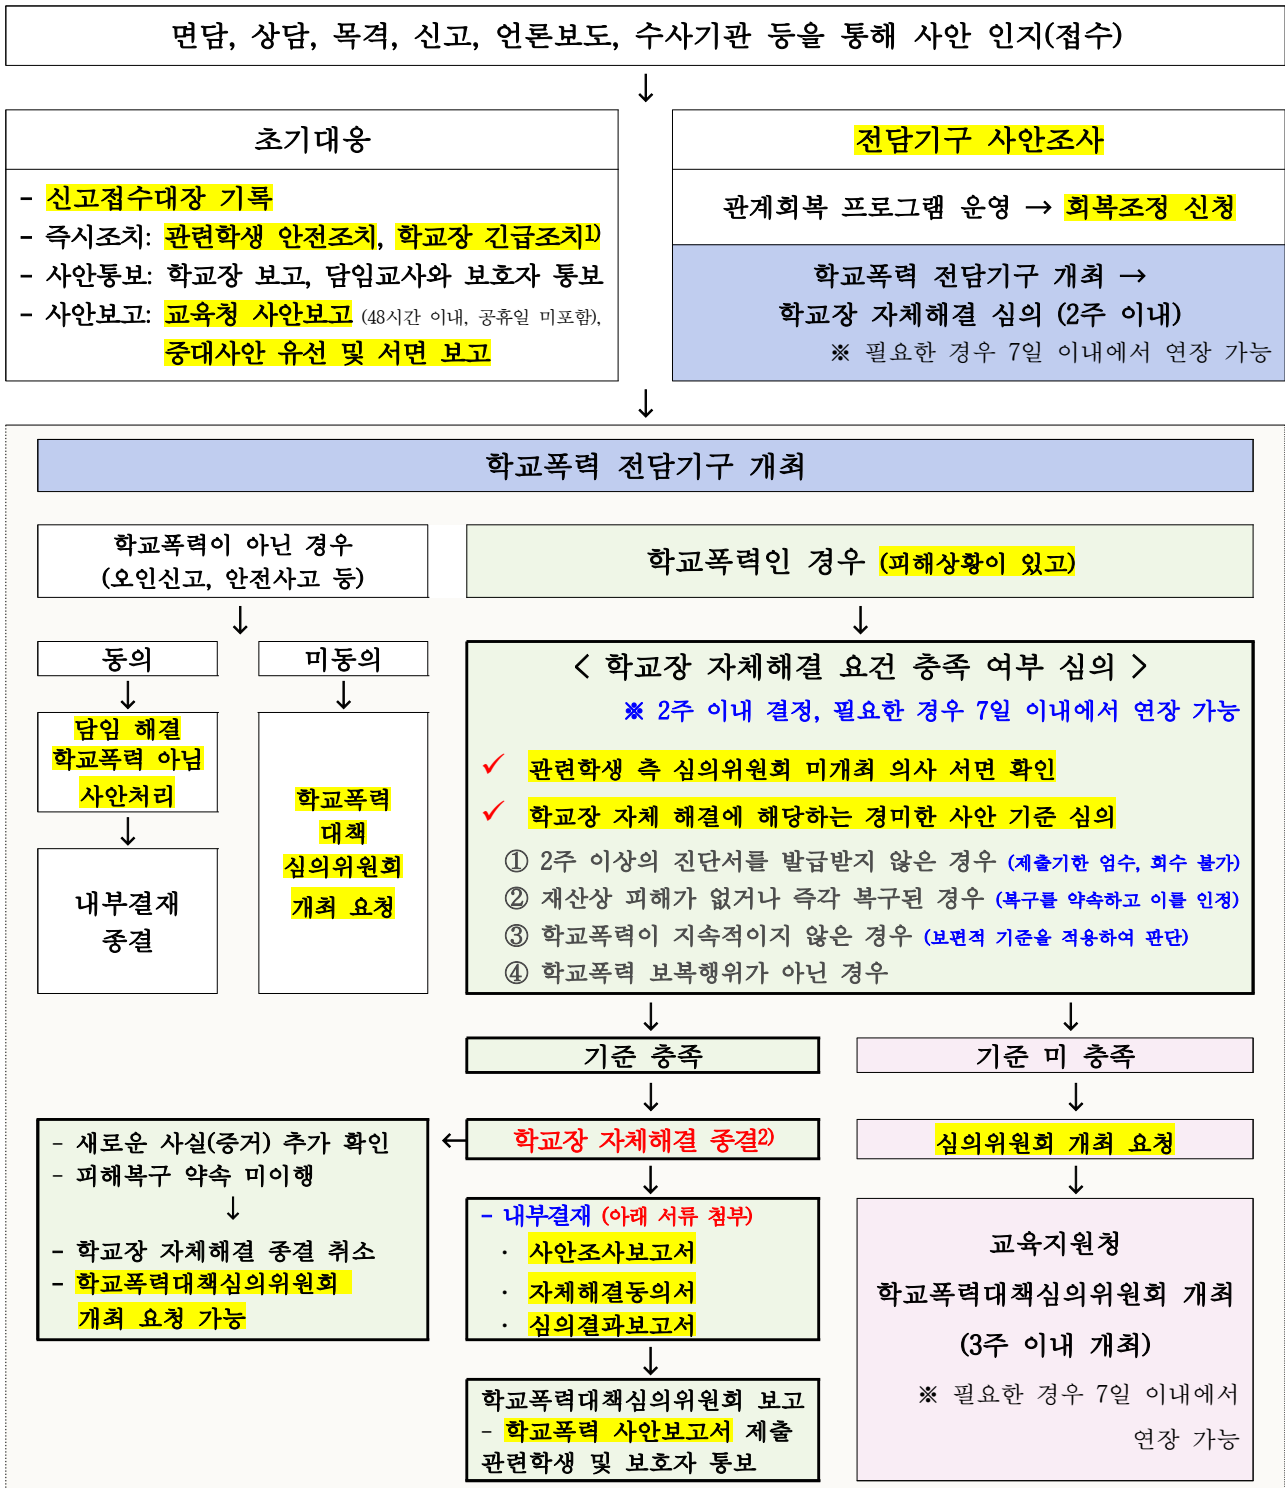 면담, 상담, 목격, 신고, 언론보도, 수사기관 등을 통해 사안 인지(접수)
↓
초기대응
- 신고접수대장 기록
- 즉시조치: 관련학생 안전조치, 학교장 긴급조치1)
- 사안통보: 학교장 보고, 담임교사와 보호자 통보
- 사안보고: 교육청 사안보고 (48시간 이내, 공휴일 미포함),
중대사안 유선 및 서면 보고
전담기구 사안조사
관계회복 프로그램 운영 → 회복조정 신청
학교폭력 전담기구 개최 →
학교장 자체해결 심의 (2주 이내)
※ 필요한 경우 7일 이내에서 연장 가능
↓
학교폭력 전담기구 개최
학교폭력이 아닌 경우
(오인신고, 안전사고 등)
↓
동의
↓
담임 해결
학교폭력 아님
사안처리
↓
내부결재
종결
미동의
↓
학교폭력
대책
심의위원회
개최 요청
학교폭력인 경우 (피해상황이 있고)
↓
< 학교장 자체해결 요건 충족 여부 심의 >
※ 2주 이내 결정, 필요한 경우 7일 이내에서 연장 가능
✓ 관련학생 측 심의위원회 미개최 의사 서면 확인
✓ 학교장 자체 해결에 해당하는 경미한 사안 기준 심의
① 2주 이상의 진단서를 발급받지 않은 경우 (제출기한 엄수, 회수 불가)
② 재산상 피해가 없거나 즉각 복구된 경우 (복구를 약속하고 이를 인정)
③ 학교폭력이 지속적이지 않은 경우 (보편적 기준을 적용하여 판단)
④ 학교폭력 보복행위가 아닌 경우
↓
기준 충족
↓
학교장 자체해결 종결2)
←
- 새로운 사실(증거) 추가 확인
- 피해복구 약속 미이행
↓
- 학교장 자체해결 종결 취소
- 학교폭력대책심의위원회
개최 요청 가능
↓
- 내부결재 (아래 서류 첨부)
· 사안조사보고서
· 자체해결동의서
· 심의결과보고서
↓
학교폭력대책심의위원회 보고
- 학교폭력 사안보고서 제출
관련학생 및 보호자 통보
↓
기준 미 충족
↓
심의위원회 개최 요청
↓
교육지원청
학교폭력대책심의위원회 개최
(3주 이내 개최)
※ 필요한 경우 7일 이내에서
연장 가능